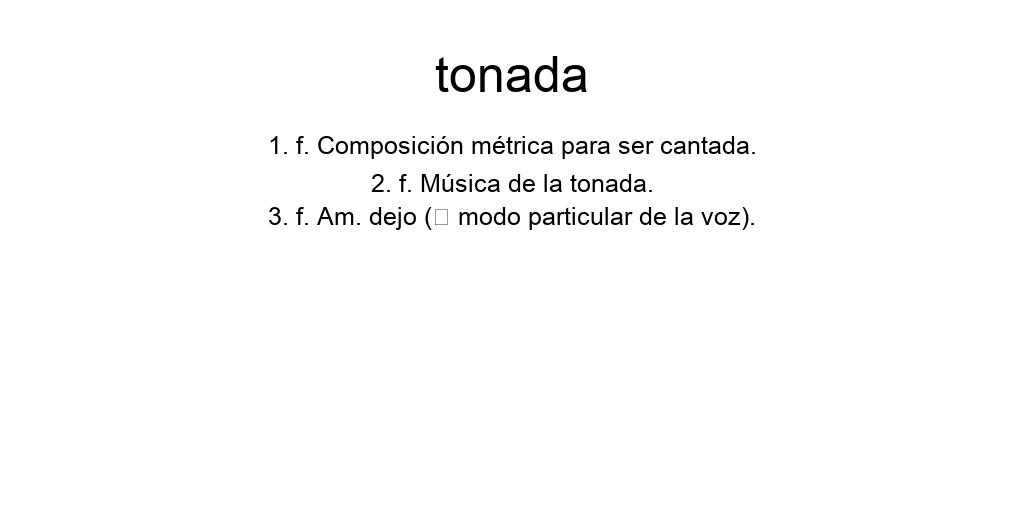 tonada
1. f. Composición métrica para ser cantada.
2. f. Música de la tonada.
3. f. Am. dejo (□ modo particular de la voz).